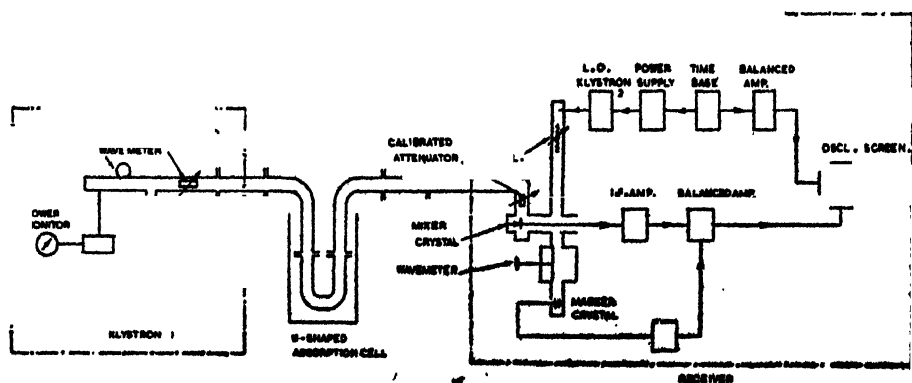 L.O.
KLYSTRON
2
POWER
SUPPLY
TIME
BASE
BALANCED
AMP.
OSCL. SCREEN.
WAVE METER
CALIBRATED
ATTENUATOR
L.
I.F. AMP.
BALANCED AMP.
MIXER
CRYSTAL
WAVEMETER
MARKER
CRYSTAL
KLYSTRON 1
U-SHAPED
ABSORPTION CELL
RECEIVER